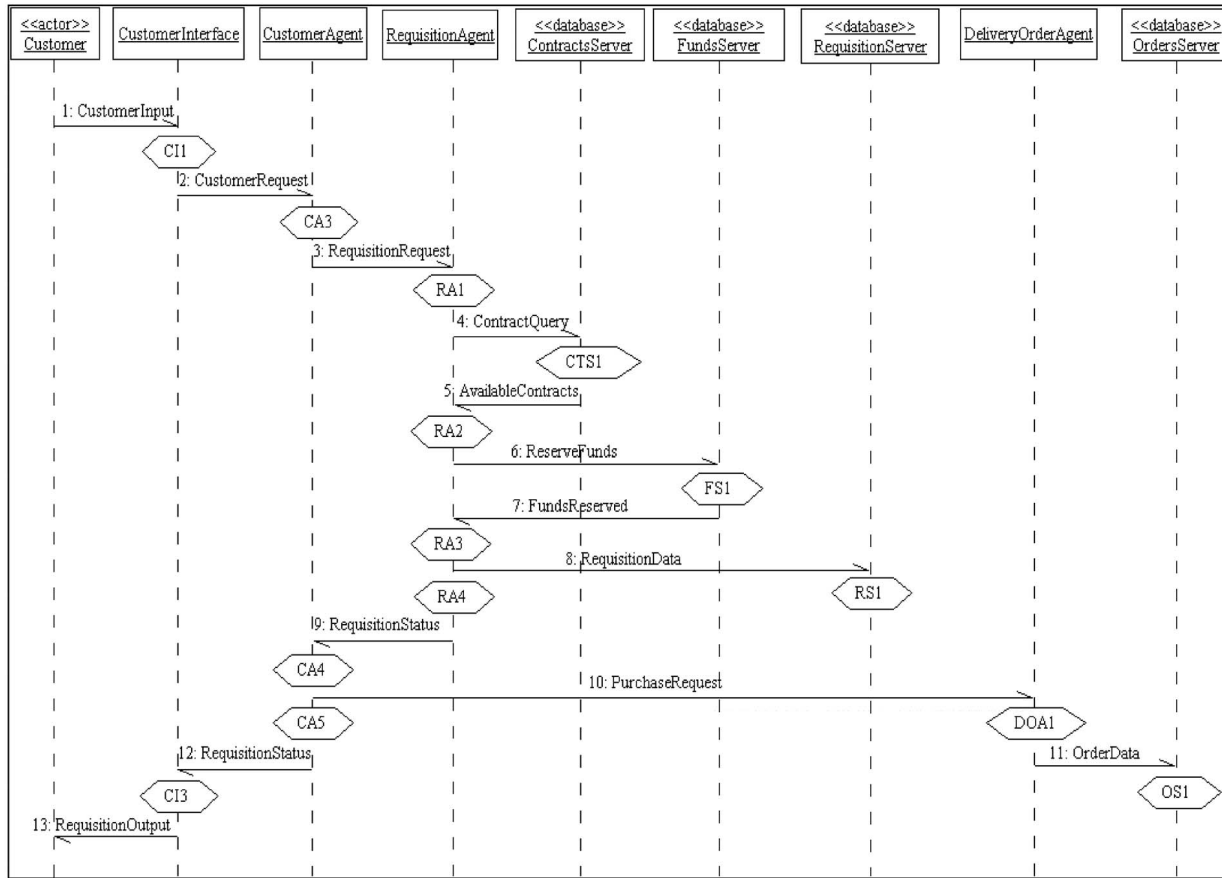 <<actor>>
Customer
CustomerInterface
CustomerAgent
RequisitionAgent
<<database>>
ContractsServer
<<database>>
FundsServer
<<database>>
RequisitionServer
DeliveryOrderAgent
<<database>>
OrdersServer
1: CustomerInput
CI1
2: CustomerRequest
CA3
3: RequisitionRequest
RA1
4: ContractQuery
CTS1
5: AvailableContracts
RA2
6: ReserveFunds
FS1
7: FundsReserved
RA3
8: RequisitionData
RA4
RS1
9: RequisitionStatus
CA4
10: PurchaseRequest
CA5
DOA1
12: RequisitionStatus
11: OrderData
CI3
OS1
13: RequisitionOutput